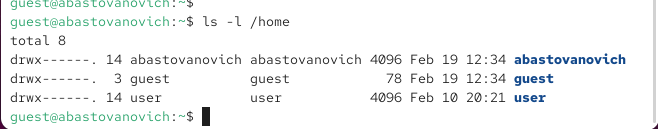 guest@abastovanovich:~$
guest@abastovanovich:~$ ls -l /home
total 8
drwx------. 14 abastovanovich abastovanovich 4096 Feb 19 12:34 abastovanovich
drwx------.  3 guest          guest            78 Feb 19 12:34 guest
drwx------. 14 user           user           4096 Feb 10 20:21 user
guest@abastovanovich:~$